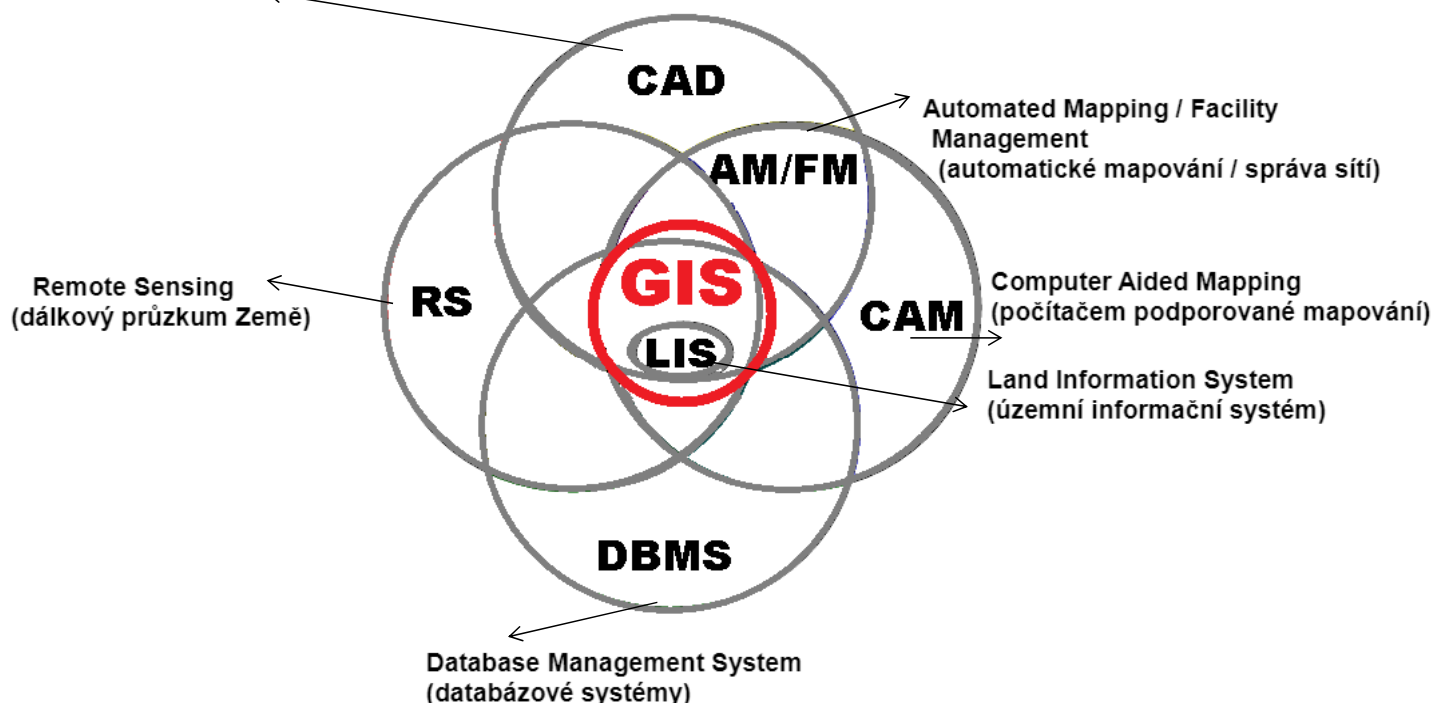 CAD
Automated Mapping / Facility
Management
(automatické mapování / správa sítí)
AM/FM
Remote Sensing
(dálkový průzkum Země)
RS
GIS
CAM
Computer Aided Mapping
(počítačem podporované mapování)
LIS
Land Information System
(územní informační systém)
DBMS
Database Management System
(databázové systémy)